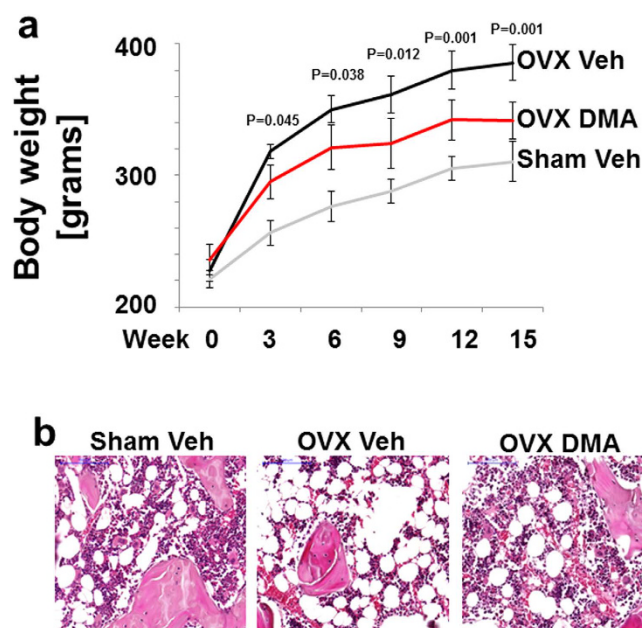 a
400
300
200
Body weight
[grams]
P=0.045
P=0.038
P=0.012
P=0.001
P=0.001
OVX Veh
OVX DMA
Sham Veh
Week 0 3 6 9 12 15
b
Sham Veh
OVX Veh
OVX DMA